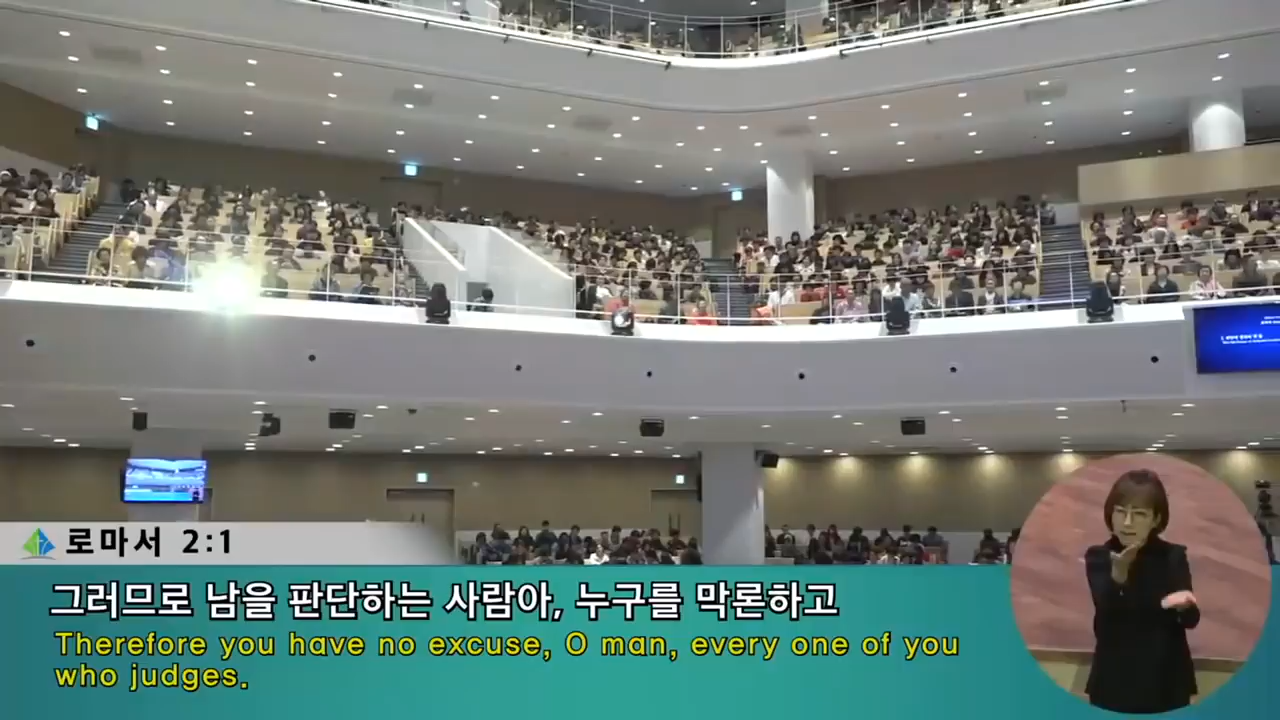 로마서 2:1
그러므로 남을 판단하는 사람아, 누구를 막론하고
Therefore you have no excuse, O man, every one of you
who judges.